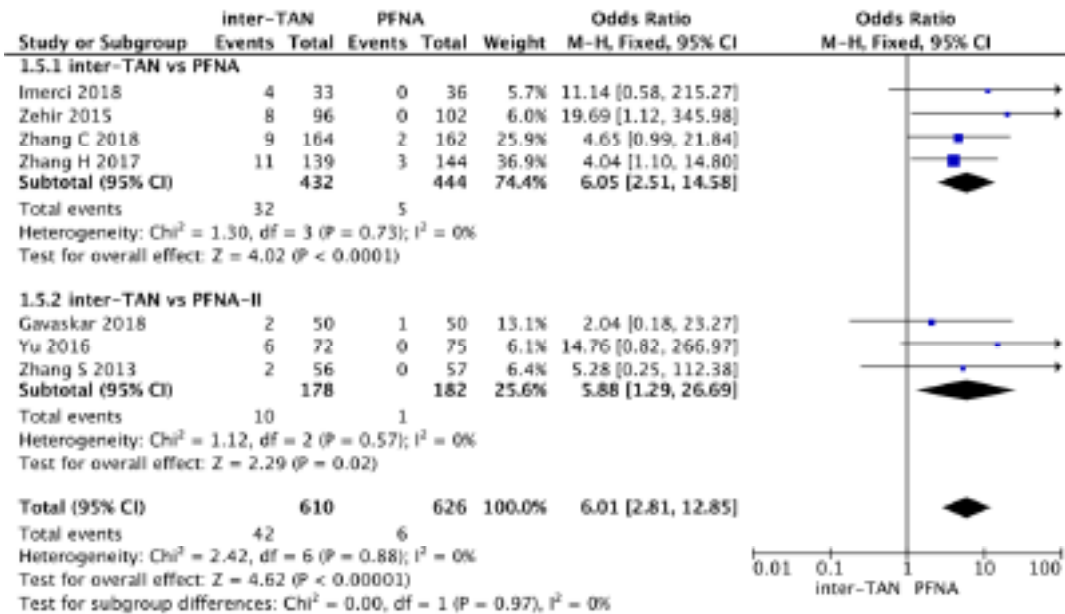 inter-TAN PFNA Odds Ratio Odds Ratio
Study or Subgroup Events Total Events Total Weight M-H, Fixed, 95% CI M-H, Fixed, 95% CI
1.5.1 inter-TAN vs PFNA
Imerci 2018 4 33 0 36 5.7% 11.14 [0.58, 215.27]
Zehir 2015 8 96 0 102 6.0% 19.69 [1.12, 345.98]
Zhang C 2018 9 164 2 162 25.9% 4.65 [0.99, 21.84]
Zhang H 2017 11 139 3 144 36.9% 4.04 [1.10, 14.80]
Subtotal (95% CI) 432 444 74.4% 6.05 [2.51, 14.58]
Total events 32 5
Heterogeneity: Chi² = 1.30, df = 3 (P = 0.73); I² = 0%
Test for overall effect: Z = 4.02 (P < 0.0001)
1.5.2 inter-TAN vs PFNA-II
Gavaskar 2018 2 50 1 50 13.1% 2.04 [0.18, 23.27]
Yu 2016 6 72 0 75 6.1% 14.76 [0.82, 266.97]
Zhang S 2013 2 56 0 57 6.4% 5.28 [0.25, 112.38]
Subtotal (95% CI) 178 182 25.6% 5.88 [1.29, 26.69]
Total events 10 1
Heterogeneity: Chi² = 1.12, df = 2 (P = 0.57); I² = 0%
Test for overall effect: Z = 2.29 (P = 0.02)
Total (95% CI) 610 626 100.0% 6.01 [2.81, 12.85]
Total events 42 6
Heterogeneity: Chi² = 2.42, df = 6 (P = 0.88); I² = 0%
Test for overall effect: Z = 4.62 (P < 0.00001)
Test for subgroup differences: Chi² = 0.00, df = 1 (P = 0.97), I² = 0%
0.01 0.1 1 10 100
inter-TAN PFNA